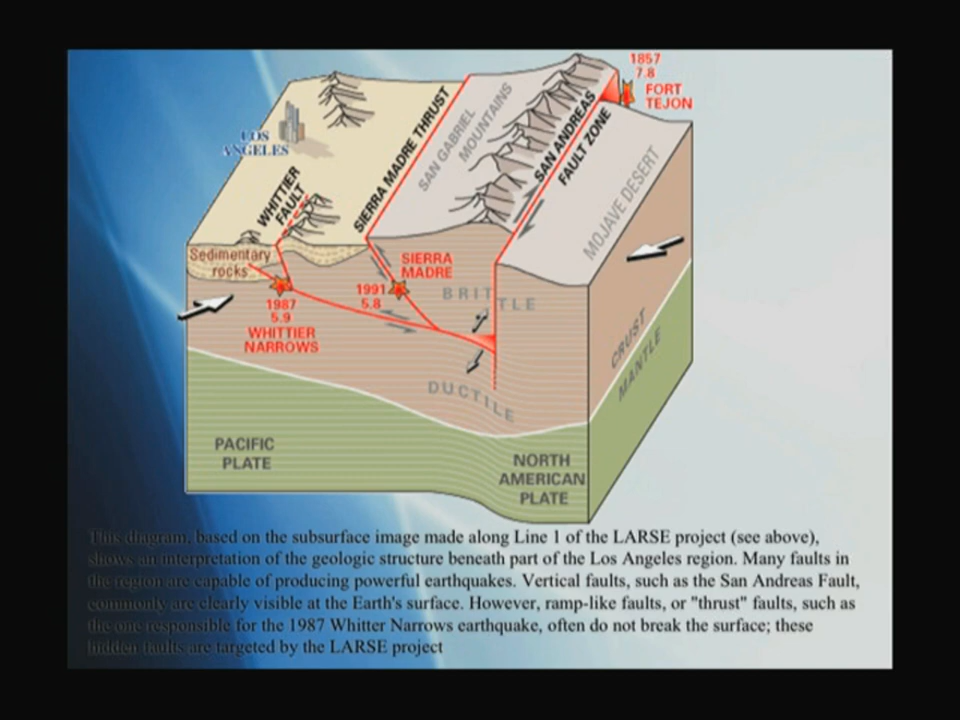 1857
7.8
FORT
TEJON
LOS
ANGELES
WHITTIER
FAULT
SIERRA MADRE THRUST
SAN GABRIEL
MOUNTAINS
SAN ANDREAS
FAULT ZONE
MOJAVE DESERT
Sedimentary
rocks
SIERRA
MADRE
1991
5.8
1987
5.9
WHITTIER
NARROWS
BRITTLE
DUCTILE
CRUST
MANTLE
PACIFIC
PLATE
NORTH
AMERICAN
PLATE
This diagram, based on the subsurface image made along Line 1 of the LARSE project (see above),
shows an interpretation of the geologic structure beneath part of the Los Angeles region. Many faults in
the region are capable of producing powerful earthquakes. Vertical faults, such as the San Andreas Fault,
commonly are clearly visible at the Earth's surface. However, ramp-like faults, or "thrust" faults, such as
the one responsible for the 1987 Whitter Narrows earthquake, often do not break the surface; these
hidden faults are targeted by the LARSE project